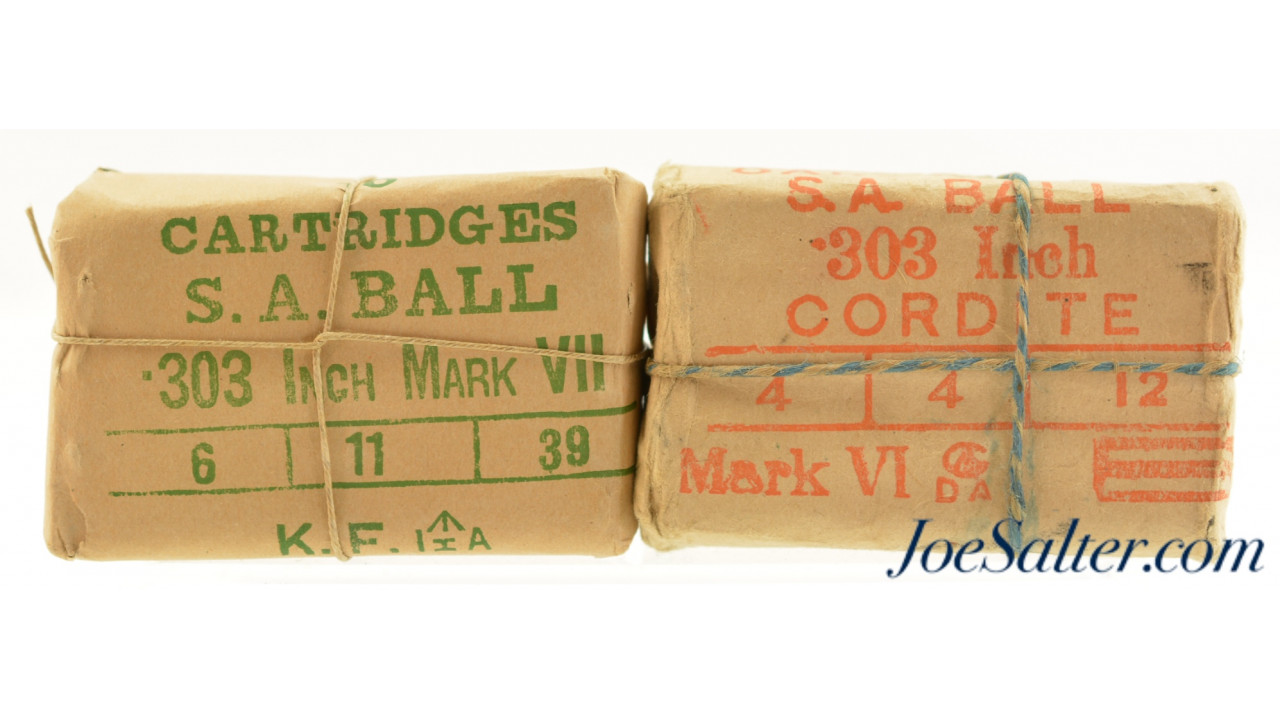 CARTRIDGES
S. A. BALL
·303 INCH MARK VII
6 11 39
K. F. I↑A
S.A. BALL
·303 Inch
CORDITE
4 4 12
Mark VI
DA
JoeSalter.com